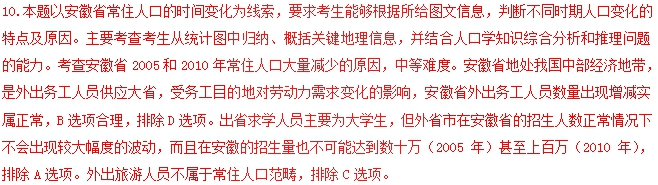 10.本题以安徽省常住人口的时间变化为线索，要求考生能够根据所给图文信息，判断不同时期人口变化的
特点及原因。主要考查考生从统计图中归纳、概括关键地理信息，并结合人口学知识综合分析和推理问题
的能力。考查安徽省 2005 和 2010 年常住人口大量减少的原因，中等难度。安徽省地处我国中部经济地带，
是外出务工人员供应大省，受务工目的地对劳动力需求变化的影响，安徽省外出务工人员数量出现增减实
属正常，B 选项合理，排除 D 选项。出省求学人员主要为大学生，但外省市在安徽省的招生人数正常情况下
不会出现较大幅度的波动，而且在安徽的招生量也不可能达到数十万（2005 年）甚至上百万（2010 年），
排除 A 选项。外出旅游人员不属于常住人口范畴，排除 C 选项。